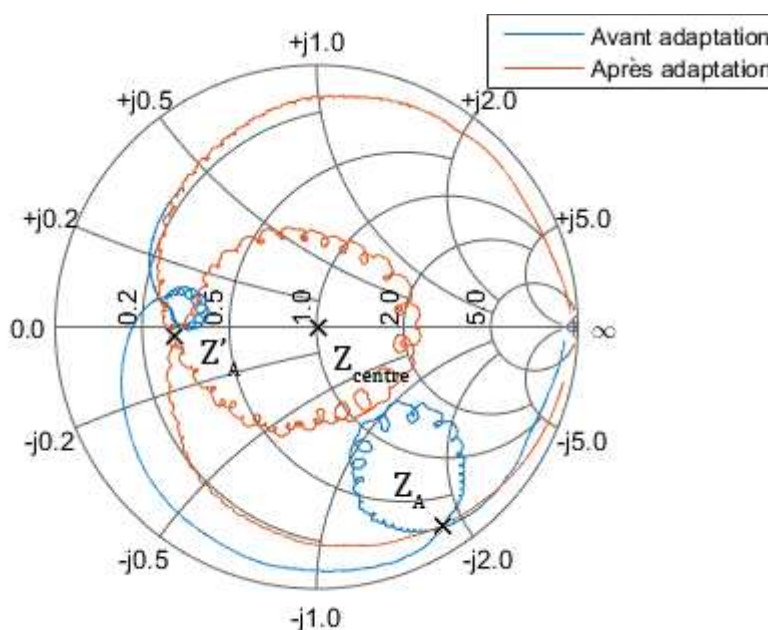 Avant adaptation
Après adaptation
+j1.0
+j0.5
+j2.0
+j0.2
+j5.0
0.0
0.2
0.5
1.0
2.0
5.0
∞
Z'A
Zcentre
ZA
-j0.2
-j5.0
-j0.5
-j2.0
-j1.0